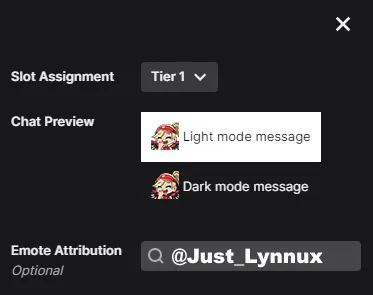 Slot Assignment
Tier 1
Chat Preview
Light mode message
Dark mode message
Emote Attribution
Optional
@Just_Lynnux